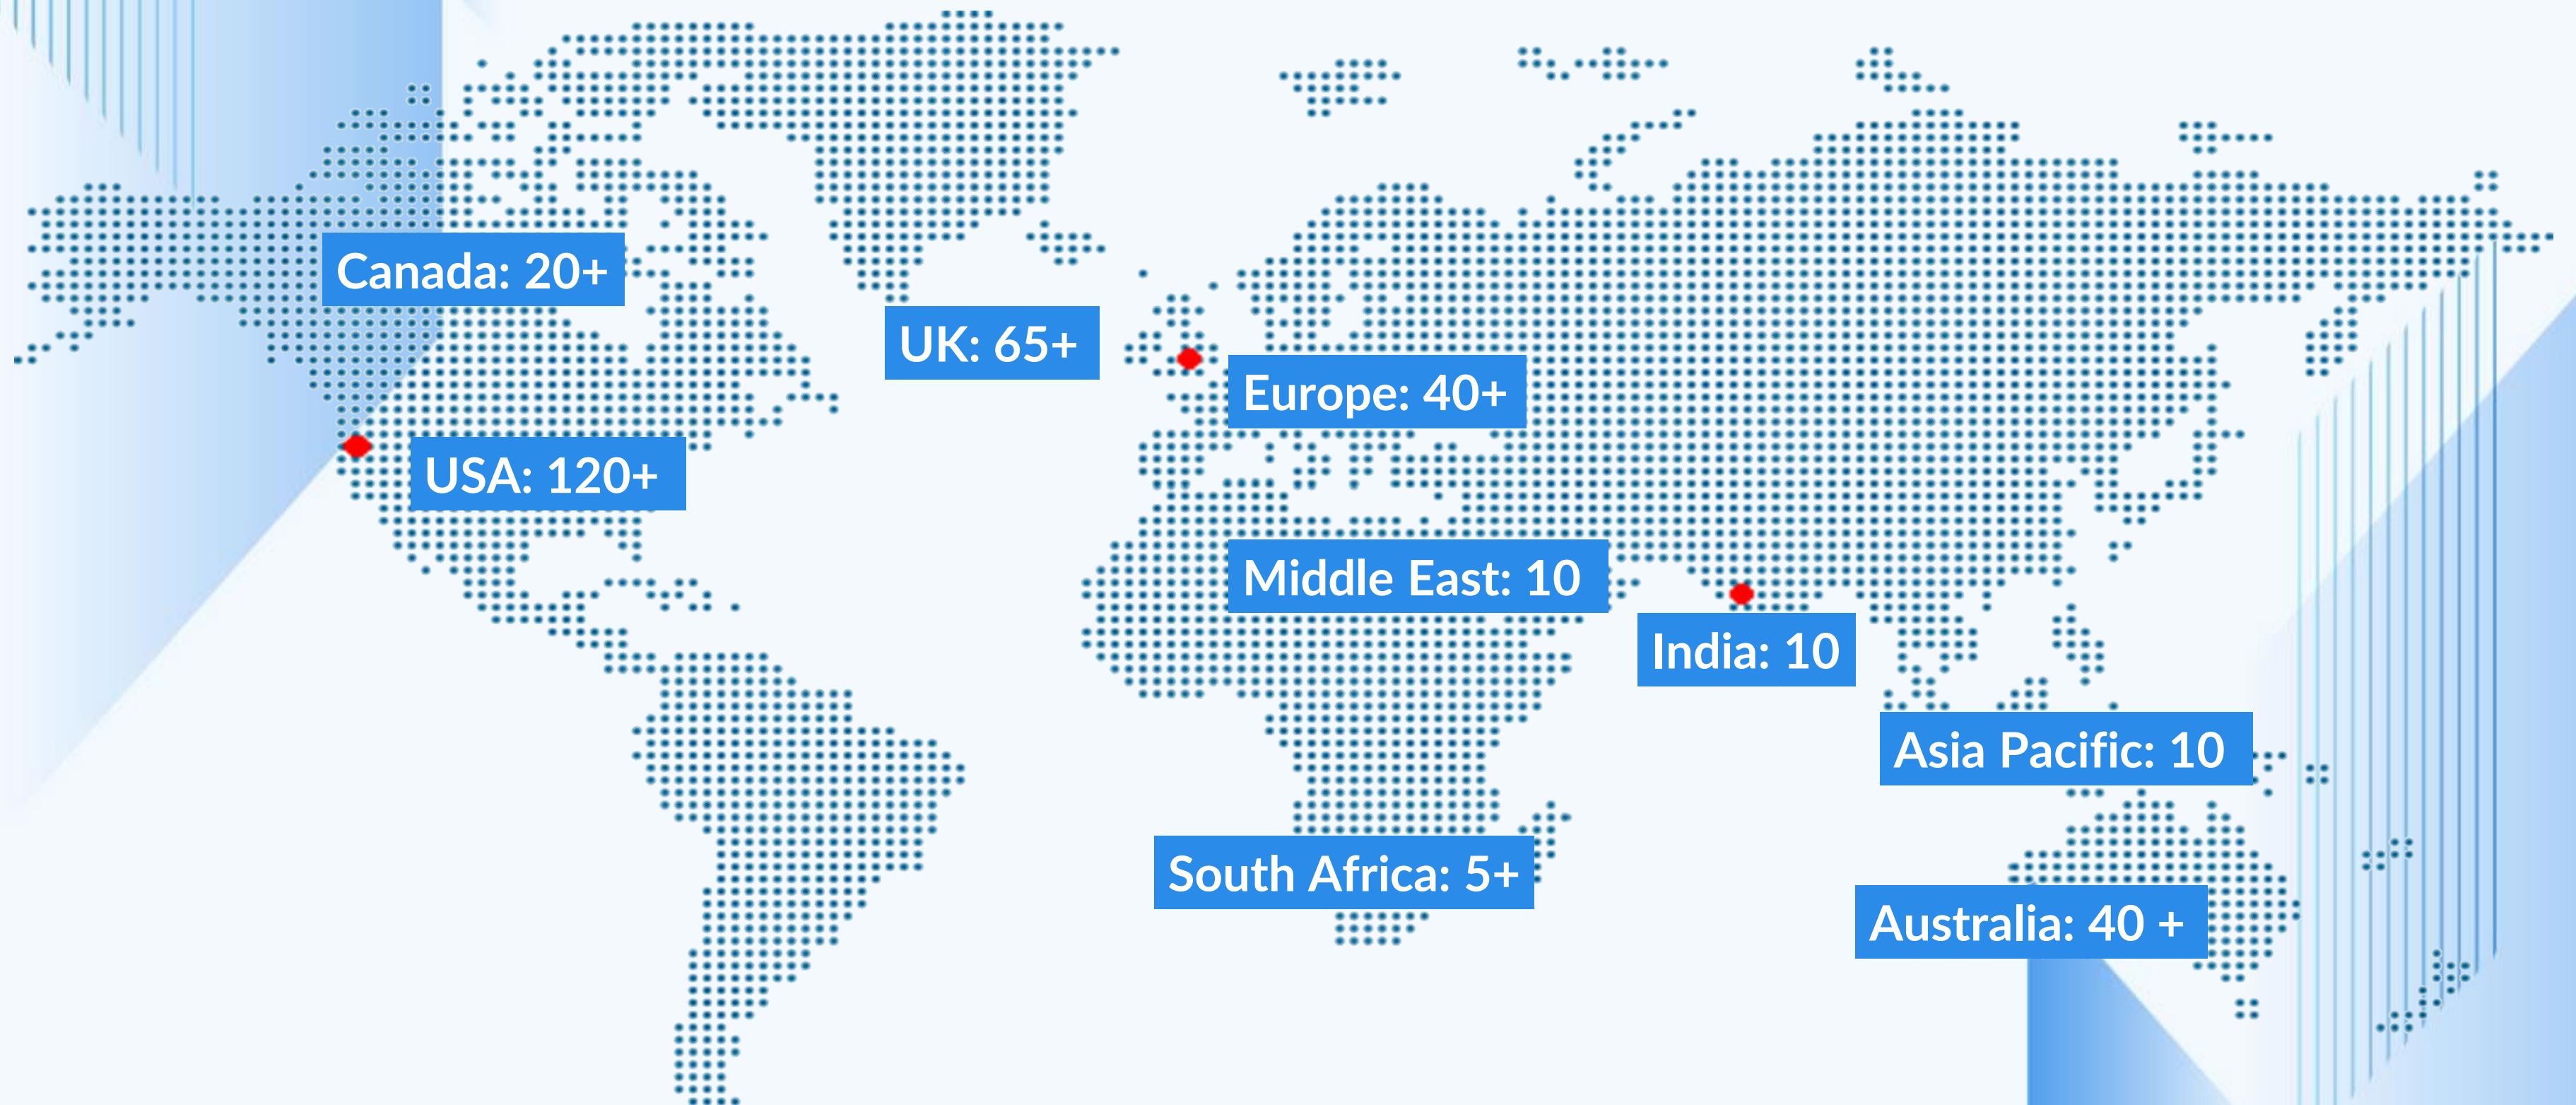 Canada: 20+
UK: 65+
Europe: 40+
USA: 120+
Middle East: 10
India: 10
Asia Pacific: 10
South Africa: 5+
Australia: 40 +